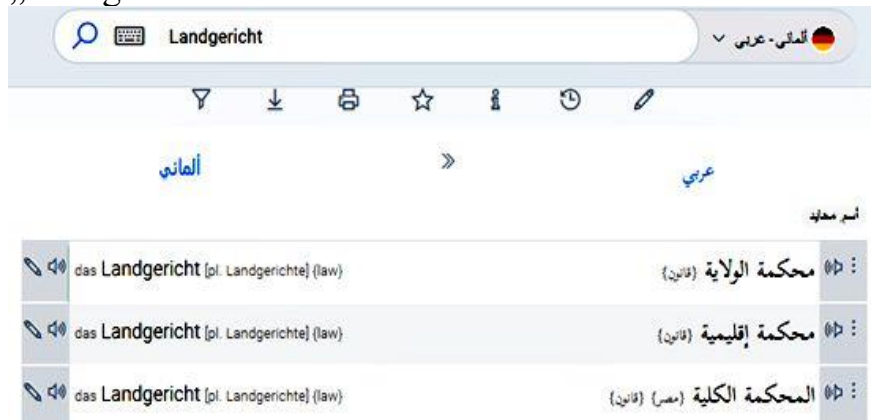 Landgericht
ألماني - عربي
ألماني
عربي
اسم محايد
das Landgericht [pl. Landgerichte] {law}
محكمة الولاية {قانون}
das Landgericht [pl. Landgerichte] {law}
محكمة إقليمية {قانون}
das Landgericht [pl. Landgerichte] {law}
المحكمة الكلية {مصر} {قانون}